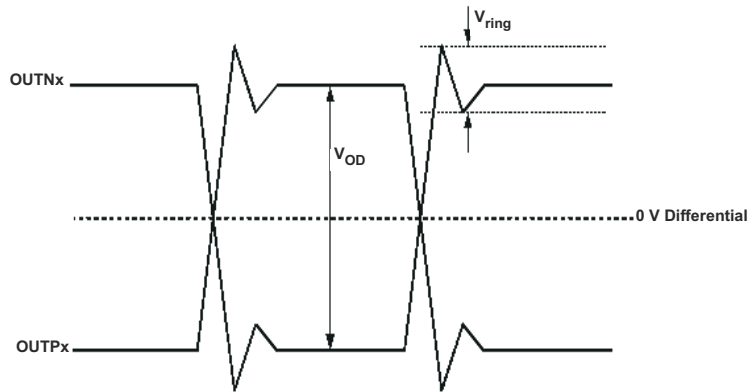 V_ring
OUTNx
V_OD
0 V Differential
OUTPx